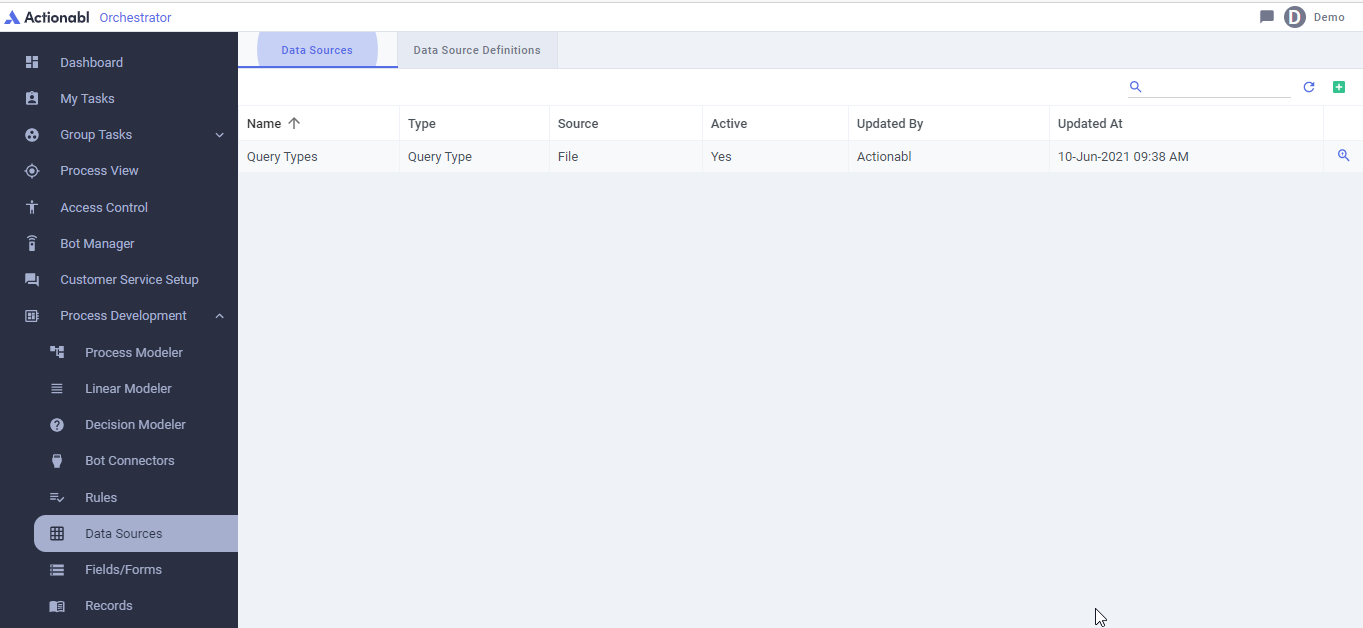 Actionabl Orchestrator
D Demo
Dashboard
My Tasks
Group Tasks
Process View
Access Control
Bot Manager
Customer Service Setup
Process Development
Process Modeler
Linear Modeler
Decision Modeler
Bot Connectors
Rules
Data Sources
Fields/Forms
Records
Data Sources Data Source Definitions
Name Type Source Active Updated By Updated At
Query Types Query Type File Yes Actionabl 10-Jun-2021 09:38 AM